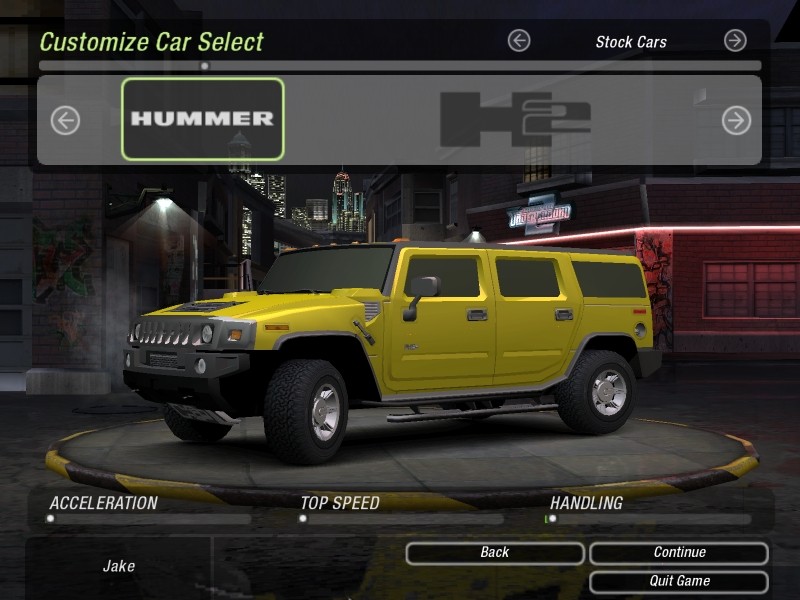 Customize Car Select
Stock Cars
HUMMER
H2
ACCELERATION
TOP SPEED
HANDLING
Jake
Back
Continue
Quit Game